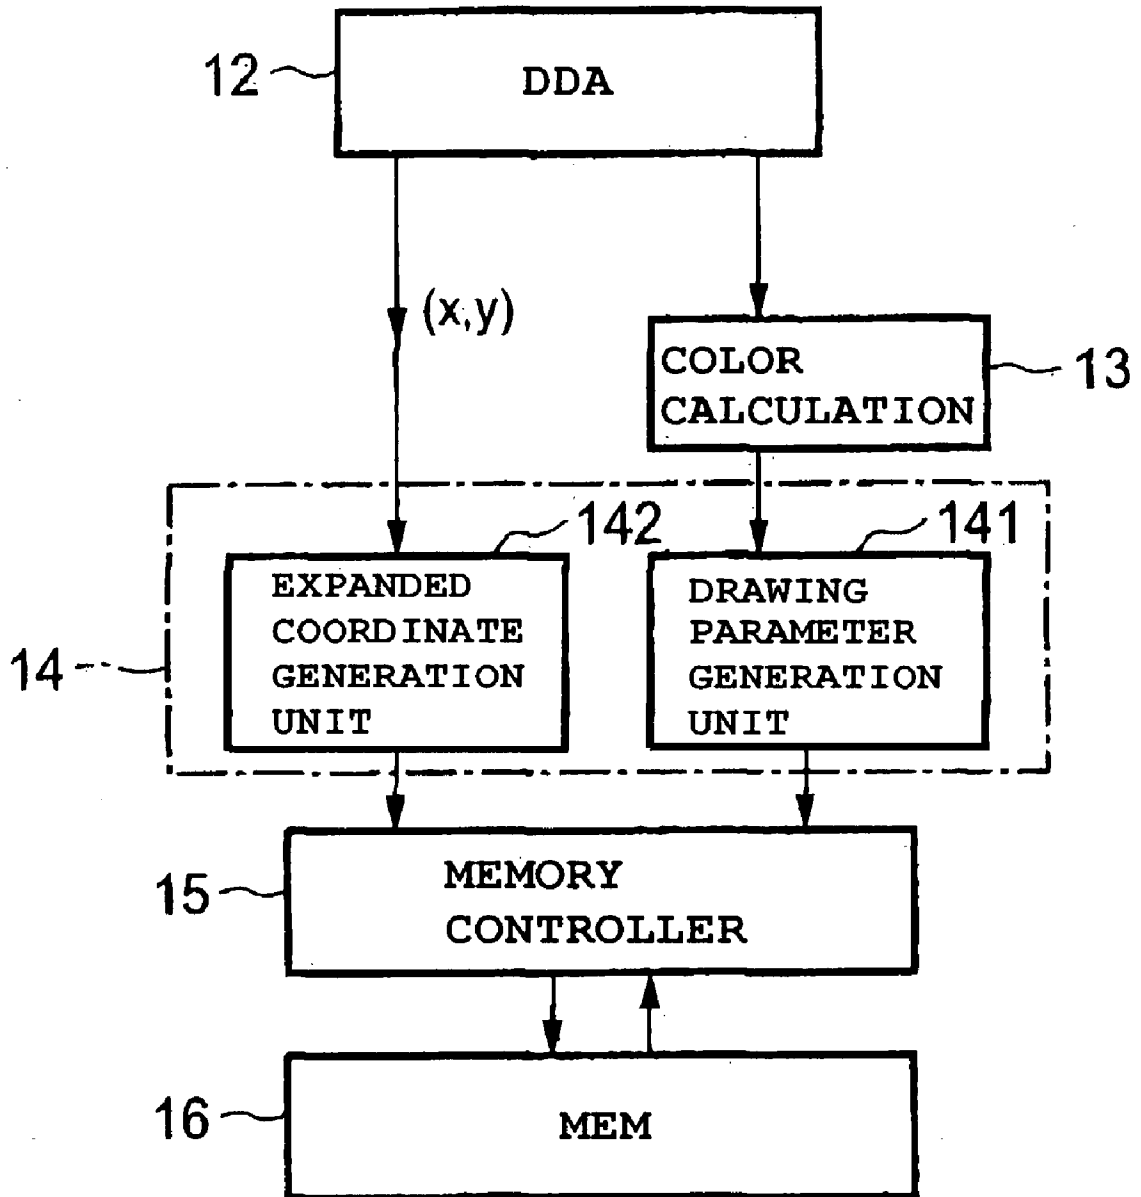 12
DDA
(x,y)
COLOR
CALCULATION
13
142
141
EXPANDED
COORDINATE
GENERATION
UNIT
DRAWING
PARAMETER
GENERATION
UNIT
14
15
MEMORY
CONTROLLER
16
MEM